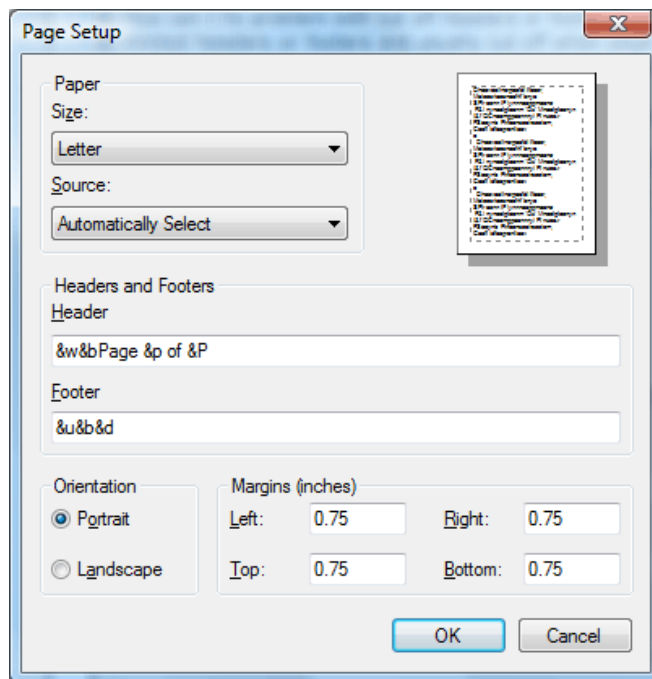 Page Setup
X
Paper
Size:
Letter
Source:
Automatically Select
Headers and Footers
Header
&w&bPage &p of &P
Footer
&u&b&d
Orientation
Portrait
Landscape
Margins (inches)
Left: 0.75 Right: 0.75
Top: 0.75 Bottom: 0.75
OK Cancel